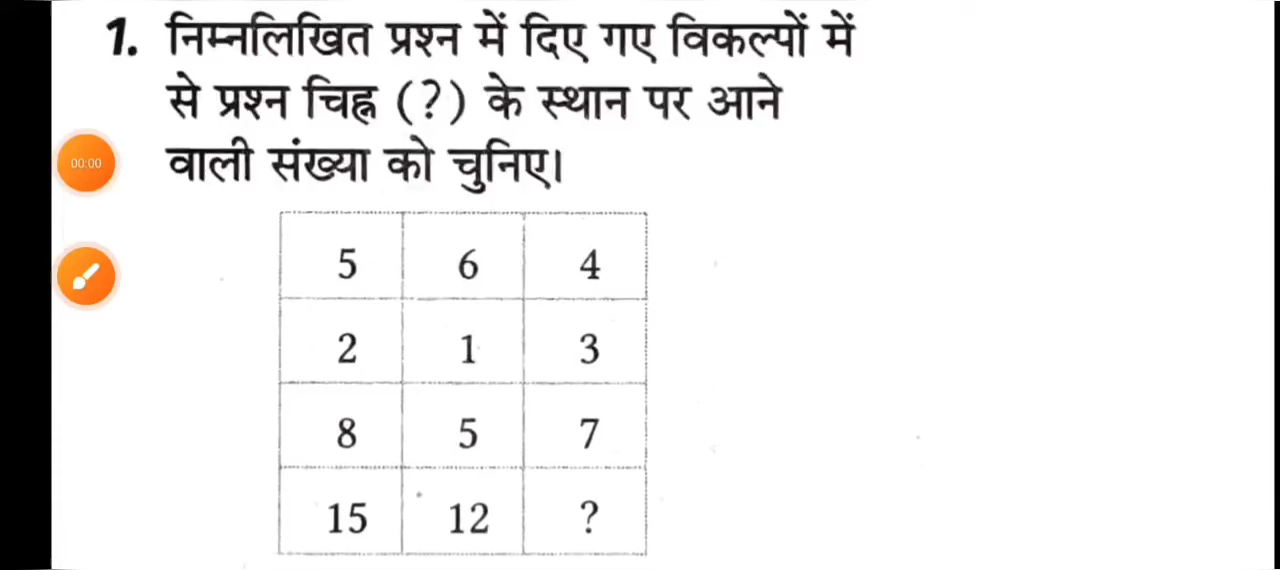 1. निम्नलिखित प्रश्न में दिए गए विकल्पों में
से प्रश्न चिह्न (?) के स्थान पर आने
वाली संख्या को चुनिए।
00:00
5 6 4
2 1 3
8 5 7
15 12 ?